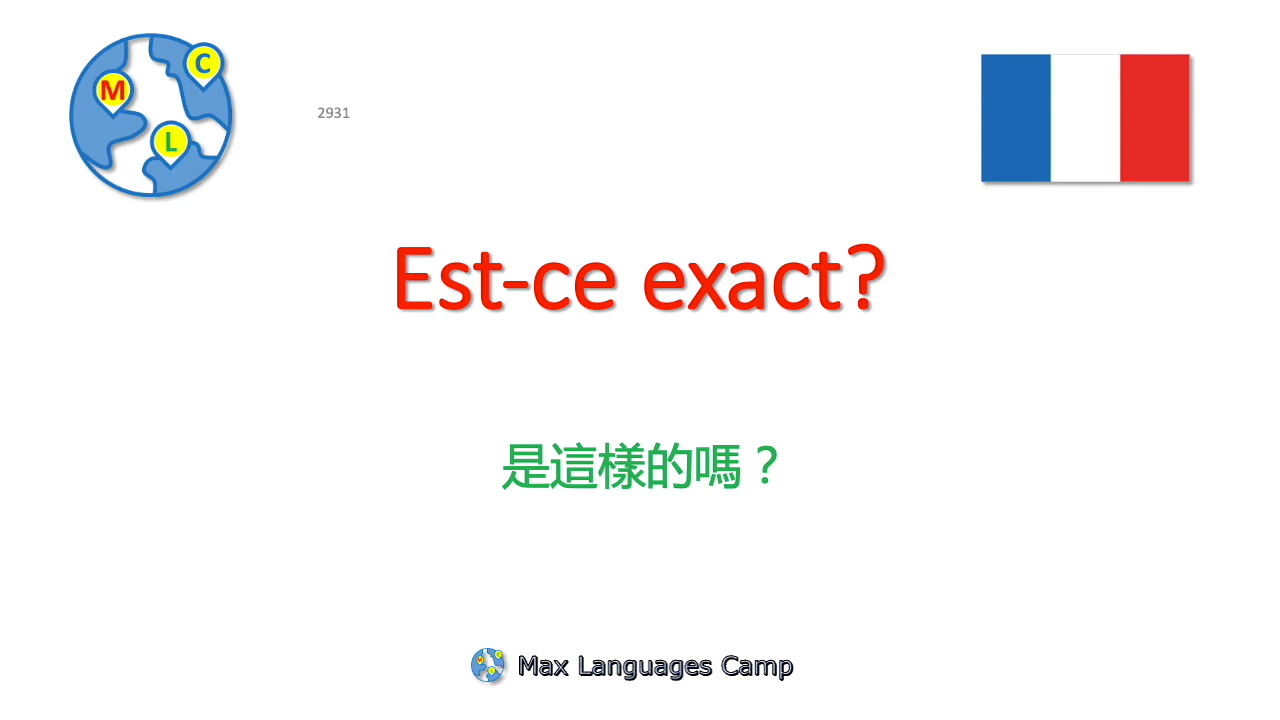 M
C
L
2931
Est-ce exact?
是這樣的嗎？
Max Languages Camp